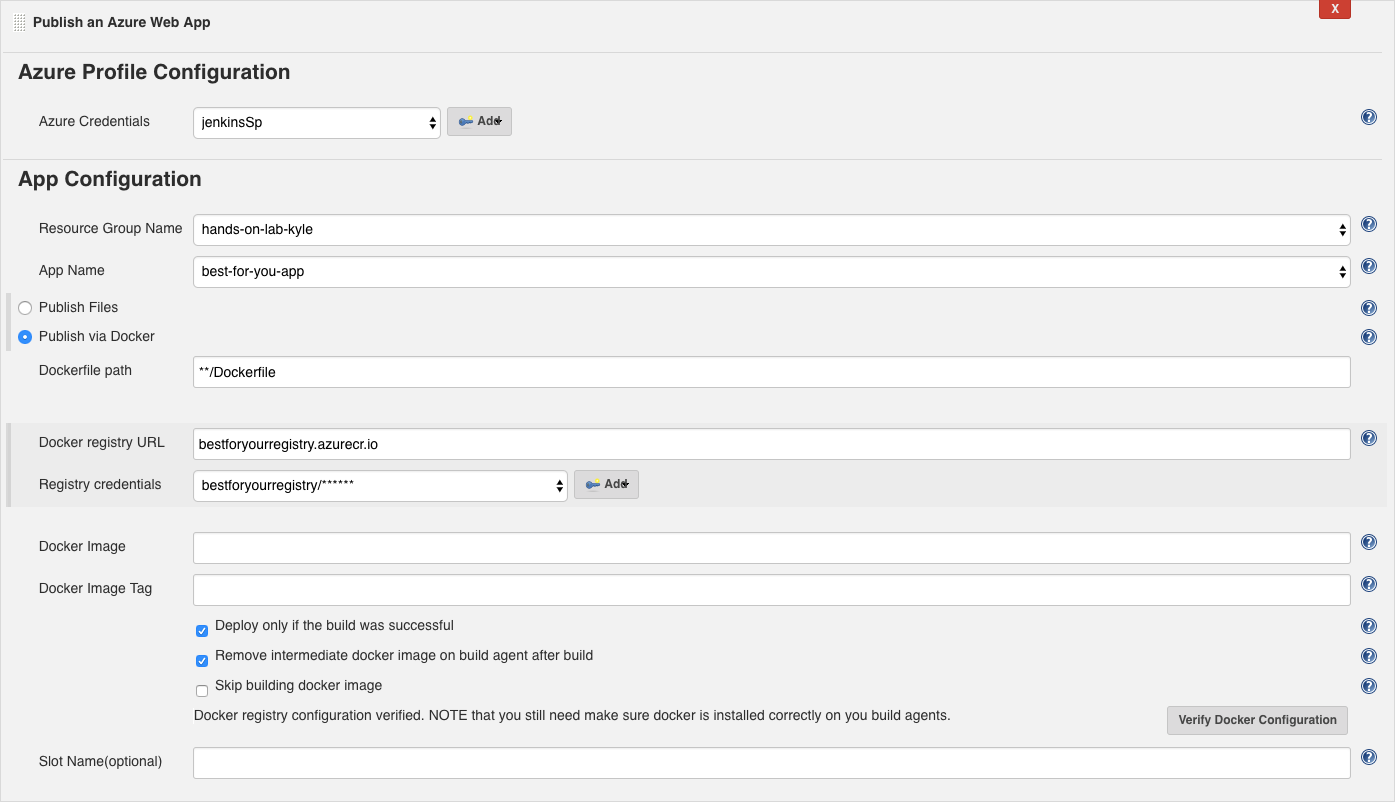 Publish an Azure Web App
X
Azure Profile Configuration
Azure Credentials jenkinsSp Add
?
App Configuration
Resource Group Name hands-on-lab-kyle ?
App Name best-for-you-app ?
Publish Files ?
Publish via Docker ?
Dockerfile path **/Dockerfile
Docker registry URL bestforyourregistry.azurecr.io ?
Registry credentials bestforyourregistry/****** Add
Docker Image ?
Docker Image Tag ?
Deploy only if the build was successful ?
Remove intermediate docker image on build agent after build ?
Skip building docker image ?
Docker registry configuration verified. NOTE that you still need make sure docker is installed correctly on you build agents.
Verify Docker Configuration
Slot Name(optional) ?